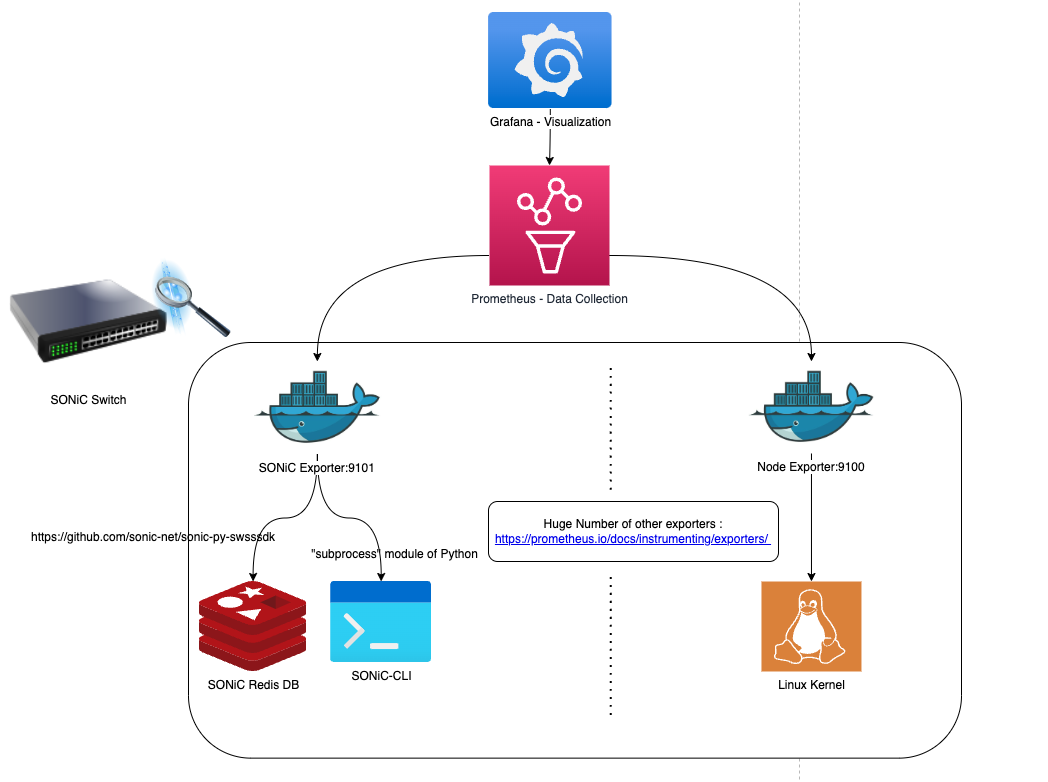 Grafana - Visualization
Prometheus - Data Collection
SONiC Switch
SONiC Exporter:9101
Node Exporter:9100
Huge Number of other exporters :
https://prometheus.io/docs/instrumenting/exporters/
https://github.com/sonic-net/sonic-py-swsssdk
"subprocess" module of Python
SONiC Redis DB
SONiC-CLI
Linux Kernel